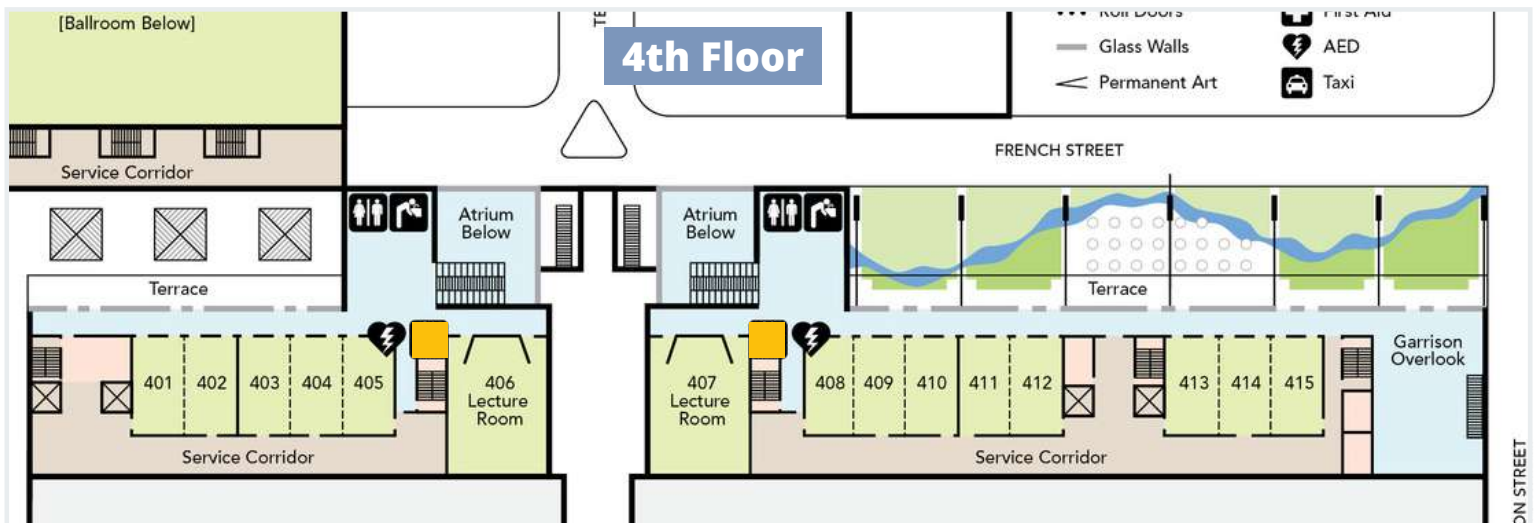 [Ballroom Below]
4th Floor
Glass Walls
AED
Permanent Art
Taxi
FRENCH STREET
Service Corridor
Atrium
Below
Atrium
Below
Terrace
Terrace
Garrison
Overlook
401
402
403
404
405
406
Lecture
Room
407
Lecture
Room
408
409
410
411
412
413
414
415
Service Corridor
Service Corridor
ON STREET